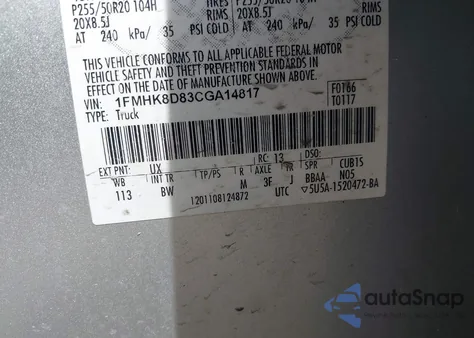 P255/50R20 104H TIRES P255/50R20
20X8.5J RIMS 20X8.5J
AT 240 kPa/ 35 PSI COLD AT 240 kPa/ 35 PSI COLD
THIS VEHICLE CONFORMS TO ALL APPLICABLE FEDERAL MOTOR
VEHICLE SAFETY AND THEFT PREVENTION STANDARDS IN
EFFECT ON THE DATE OF MANUFACTURE SHOWN ABOVE.
VIN: 1FMHK8D83CGA14817 F0166
TYPE: Truck T0117
RC: 13 DSO:
EXT PNT: UX
WB INT TR TP/PS R AXLE TR SPR CUB15
113 BW M 3F J BBAA N05
1201108124872 UTC ▽5U5A-1520472-BA
autoSnap